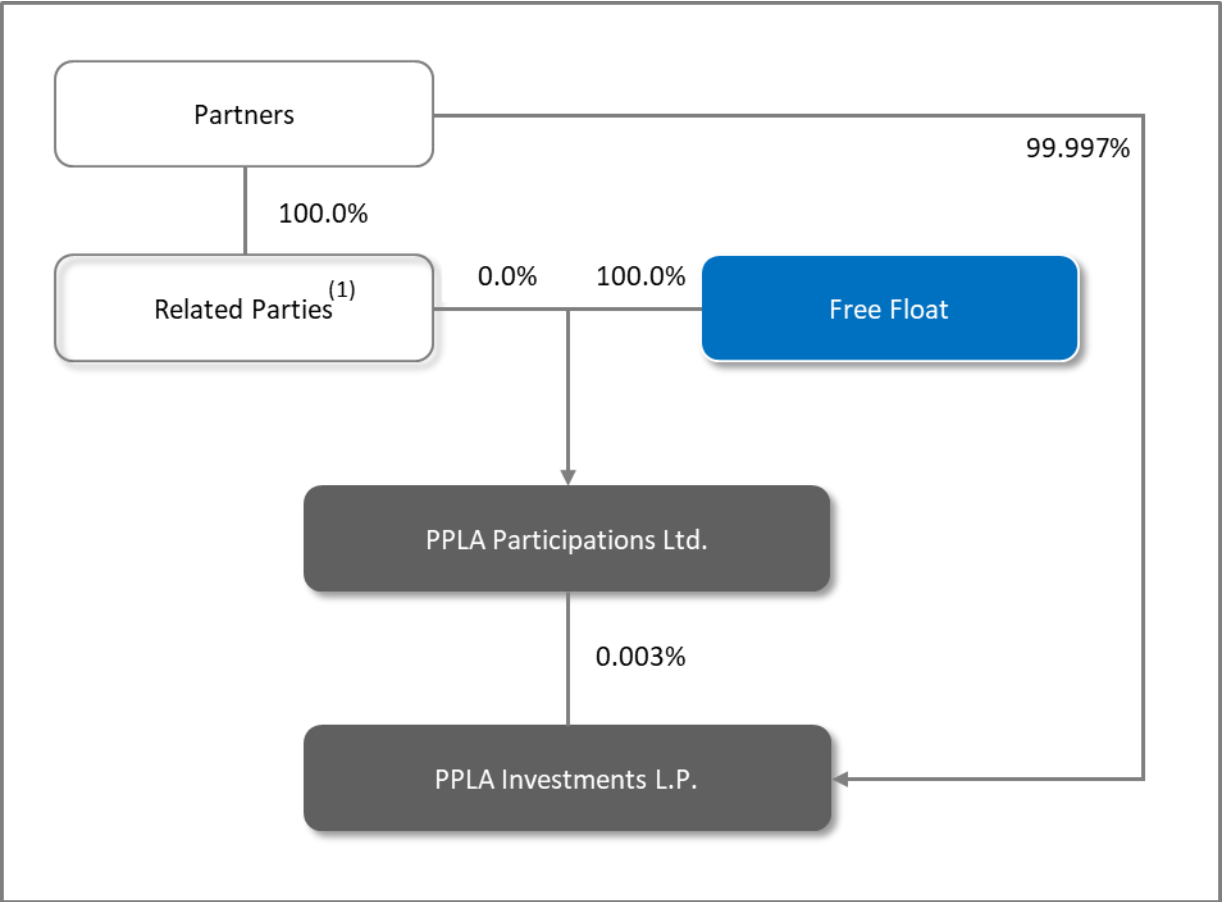 Partners
99.997%
100.0%
Related Parties(1)
0.0%
100.0%
Free Float
PPLA Participations Ltd.
0.003%
PPLA Investments L.P.